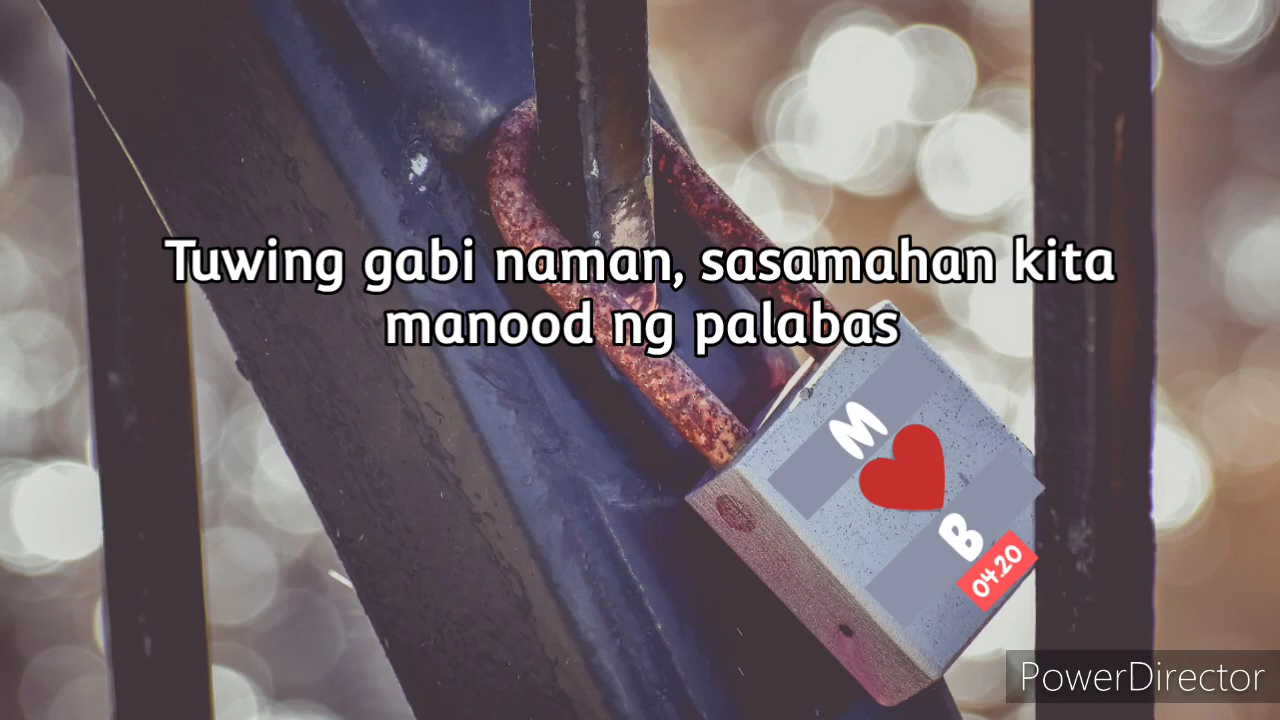 Tuwing gabi naman, sasamahan kita
manood ng palabas
M
B
04.20
PowerDirector